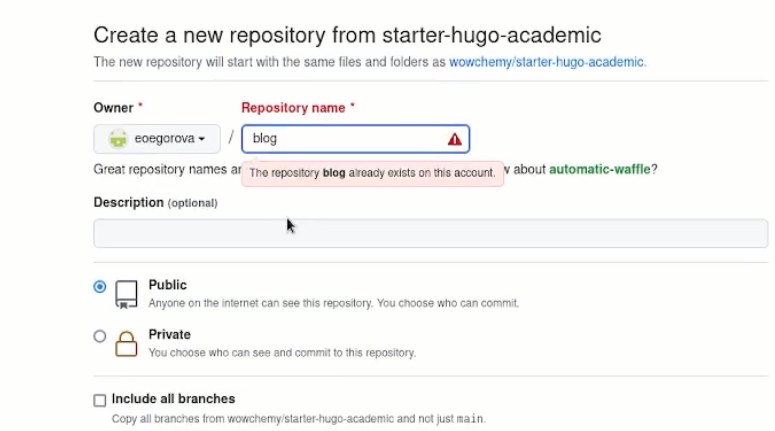 Create a new repository from starter-hugo-academic
The new repository will start with the same files and folders as wowchemy/starter-hugo-academic.
Owner * Repository name *
eoegorova / blog
Great repository names ar
The repository blog already exists on this account.
w about automatic-waffle?
Description (optional)
Public
Anyone on the internet can see this repository. You choose who can commit.
Private
You choose who can see and commit to this repository.
Include all branches
Copy all branches from wowchemy/starter-hugo-academic and not just main.